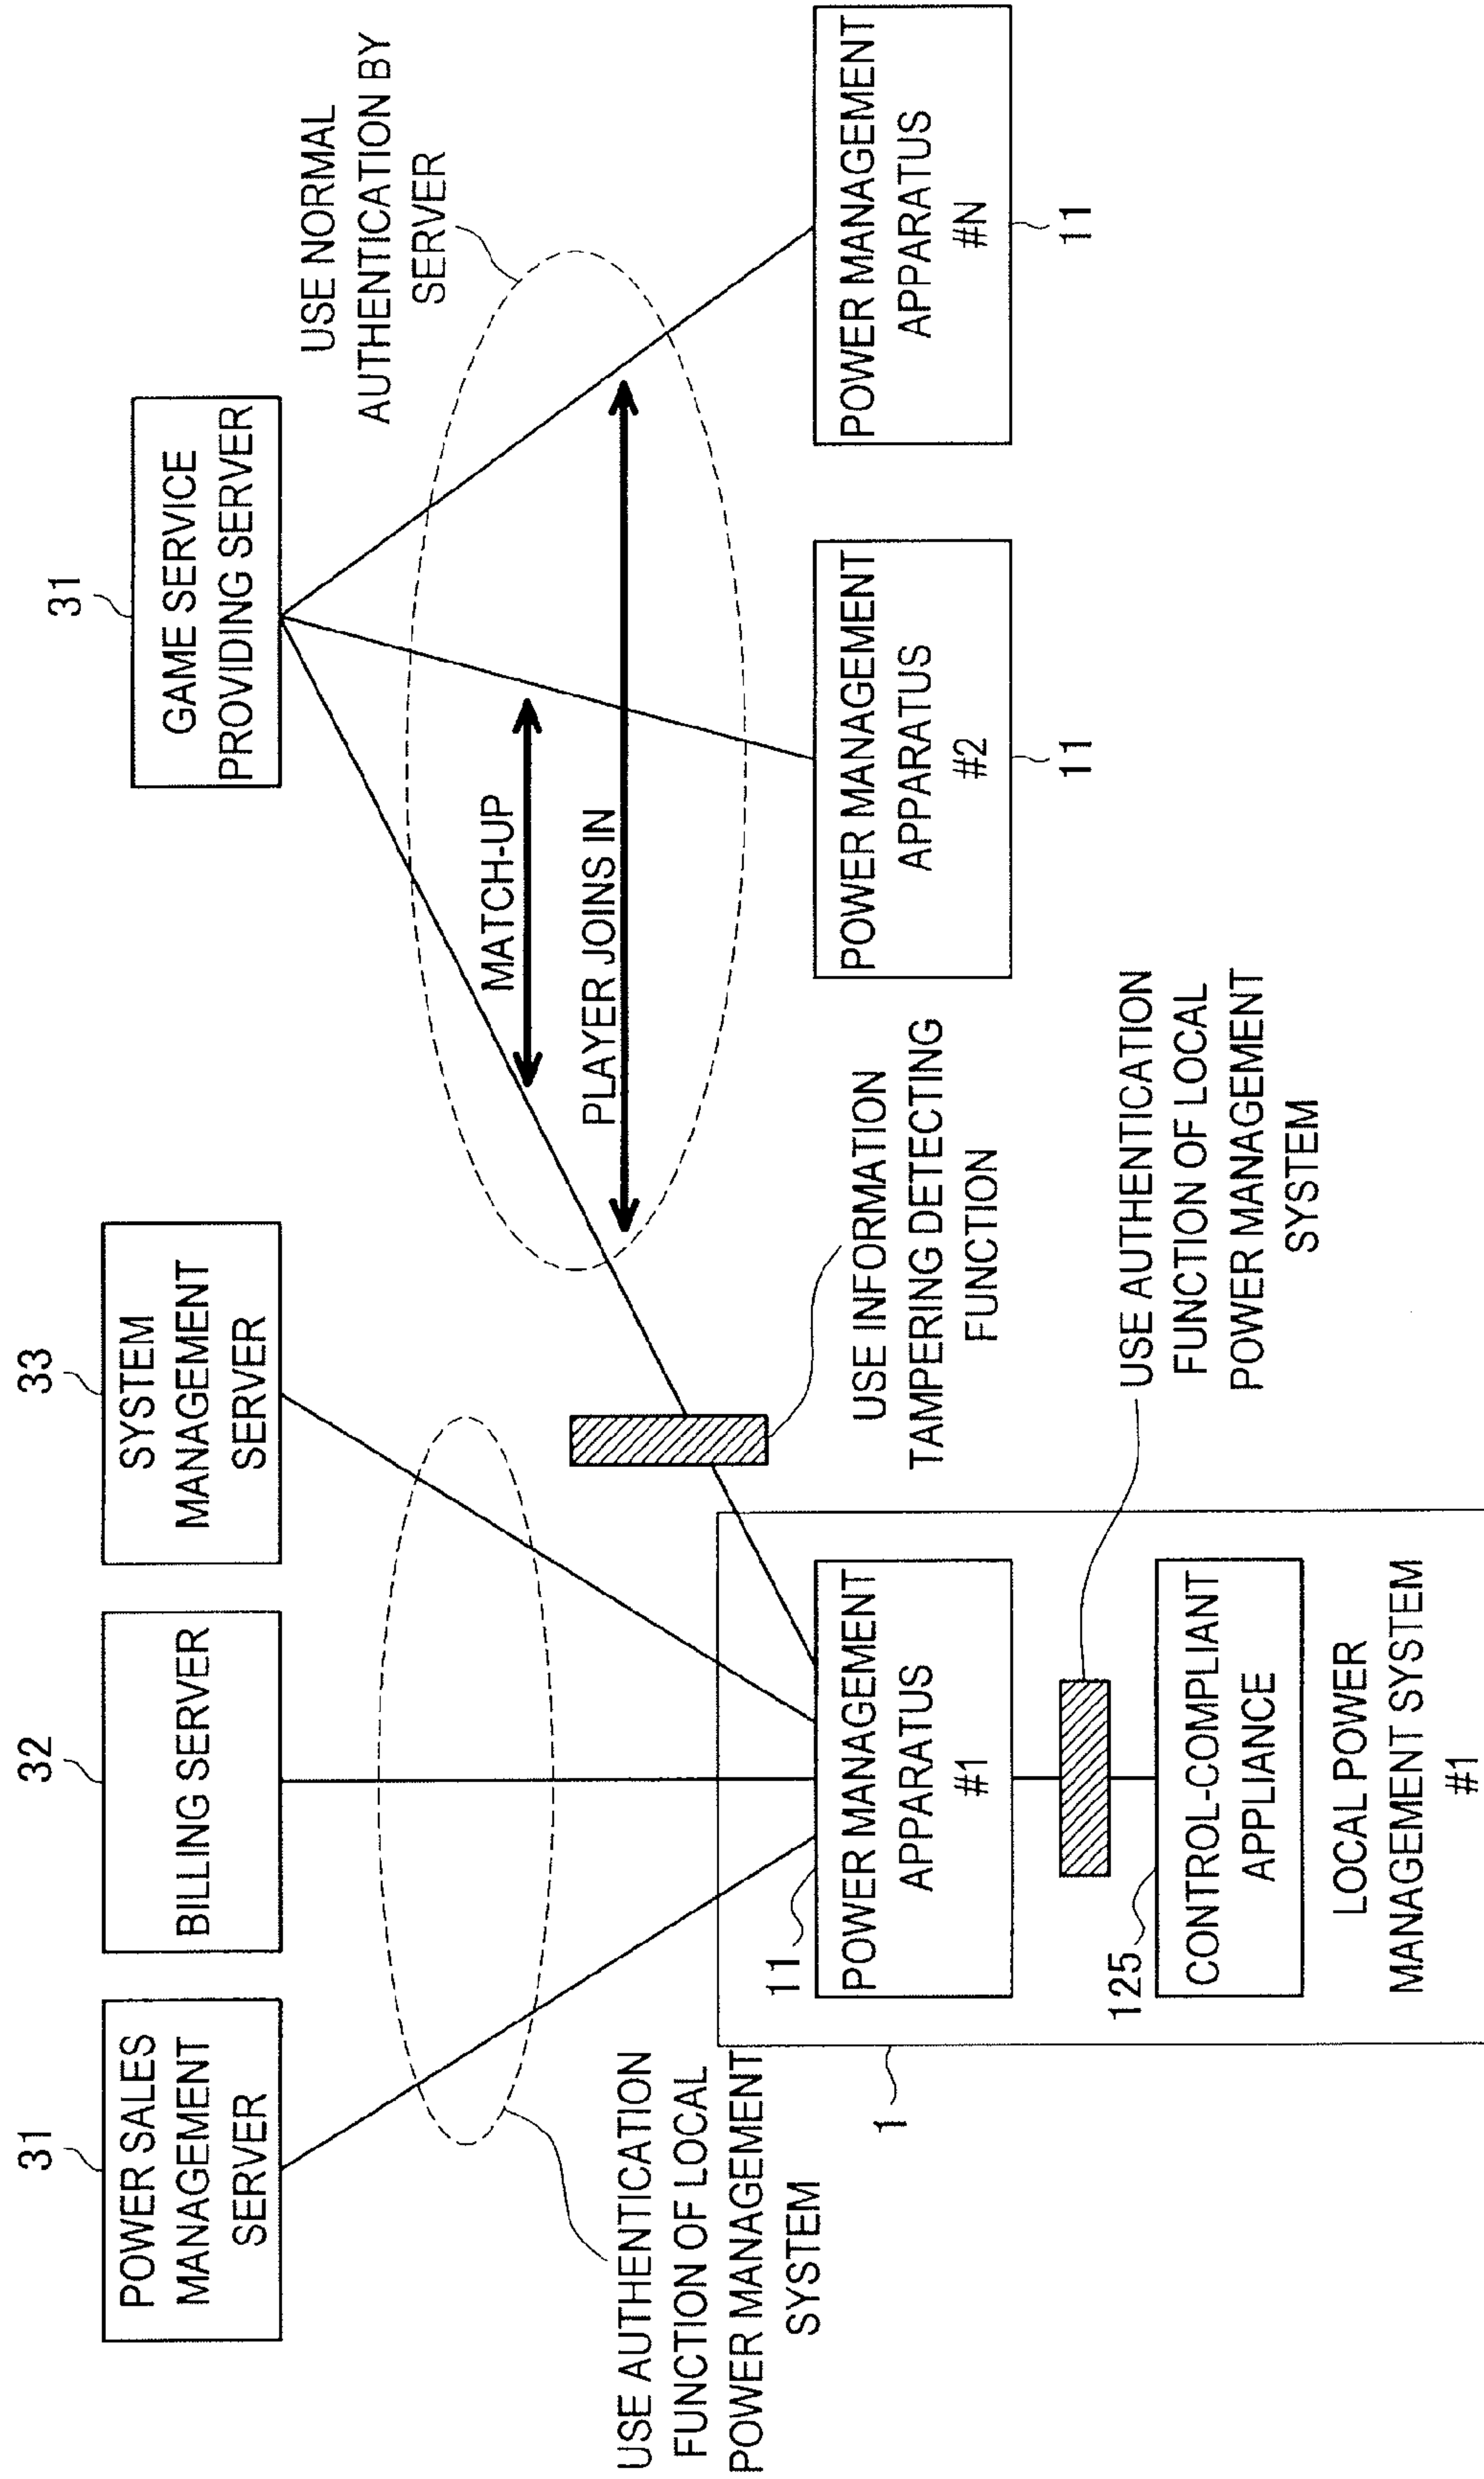 31
POWER SALES
MANAGEMENT
SERVER
32
BILLING SERVER
33
SYSTEM
MANAGEMENT
SERVER
31
GAME SERVICE
PROVIDING SERVER
USE NORMAL
AUTHENTICATION BY
SERVER
MATCH-UP
PLAYER JOINS IN
USE AUTHENTICATION
FUNCTION OF LOCAL
POWER MANAGEMENT
SYSTEM
1
11
POWER MANAGEMENT
APPARATUS
#1
125
CONTROL-COMPLIANT
APPLIANCE
LOCAL POWER
MANAGEMENT SYSTEM
#1
USE INFORMATION
TAMPERING DETECTING
FUNCTION
USE AUTHENTICATION
FUNCTION OF LOCAL
POWER MANAGEMENT
SYSTEM
POWER MANAGEMENT
APPARATUS
#2
11
POWER MANAGEMENT
APPARATUS
#N
11